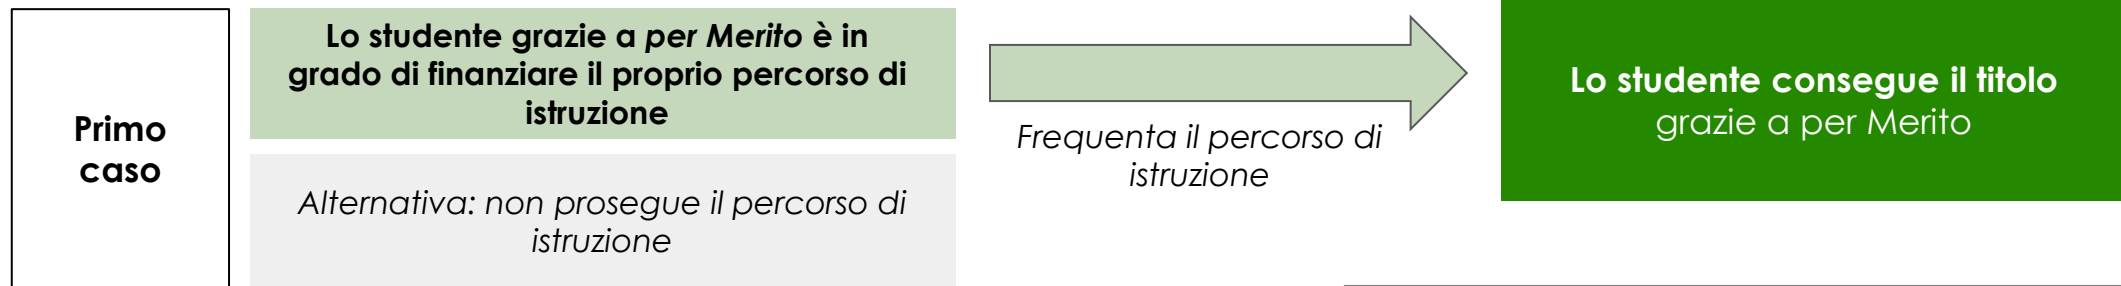 Primo
caso
Lo studente grazie a per Merito è in
grado di finanziare il proprio percorso di
istruzione
Alternativa: non prosegue il percorso di
istruzione
Frequenta il percorso di
istruzione
Lo studente consegue il titolo
grazie a per Merito